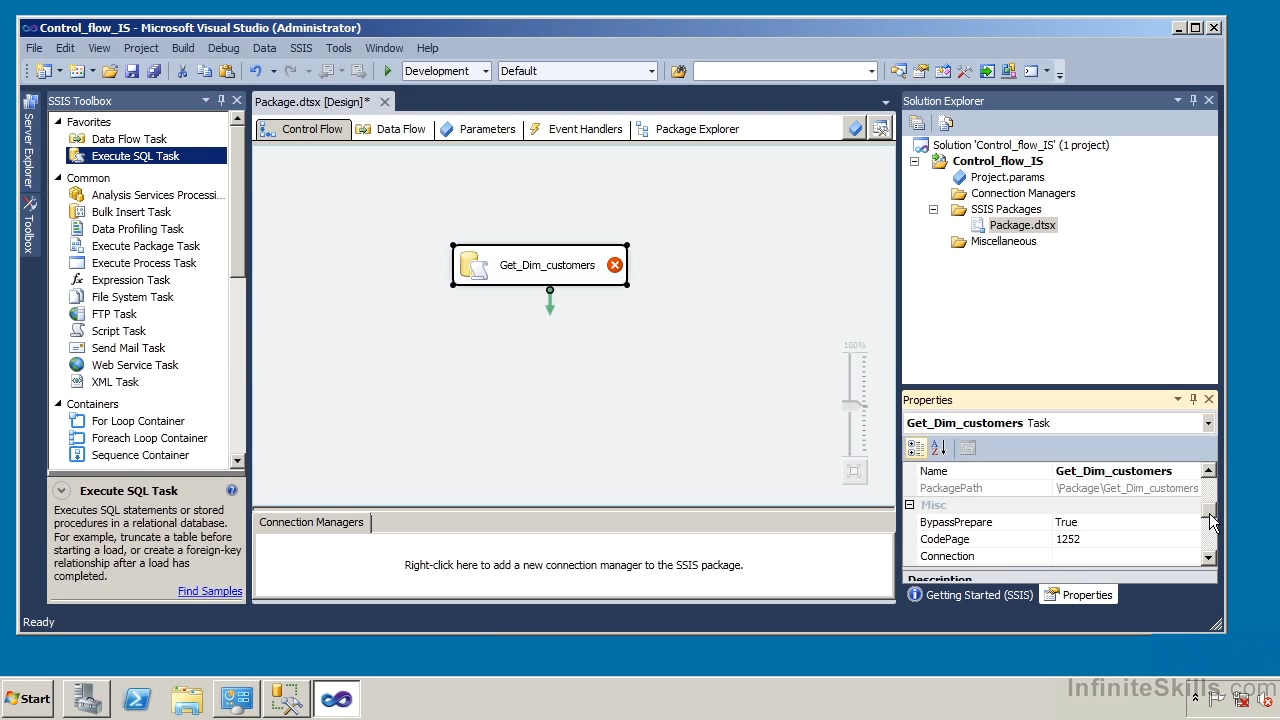 Control_flow_IS - Microsoft Visual Studio (Administrator)
File Edit View Project Build Debug Data SSIS Tools Window Help
Development Default
Server Explorer
Toolbox
SSIS Toolbox
Favorites
Data Flow Task
Execute SQL Task
Common
Analysis Services Processi...
Bulk Insert Task
Data Profiling Task
Execute Package Task
Execute Process Task
Expression Task
File System Task
FTP Task
Script Task
Send Mail Task
Web Service Task
XML Task
Containers
For Loop Container
Foreach Loop Container
Sequence Container
Execute SQL Task
Executes SQL statements or stored
procedures in a relational database.
For example, truncate a table before
starting a load, or create a foreign-key
relationship after a load has
completed.
Find Samples
Package.dtsx [Design]*
Control Flow Data Flow Parameters Event Handlers Package Explorer
Get_Dim_customers
100%
Connection Managers
Right-click here to add a new connection manager to the SSIS package.
Solution Explorer
Solution 'Control_flow_IS' (1 project)
Control_flow_IS
Project.params
Connection Managers
SSIS Packages
Package.dtsx
Miscellaneous
Properties
Get_Dim_customers Task
Name Get_Dim_customers
PackagePath \Package\Get_Dim_customers
Misc
BypassPrepare True
CodePage 1252
Connection
Description
Getting Started (SSIS) Properties
Ready
Start
InfiniteSkills.com